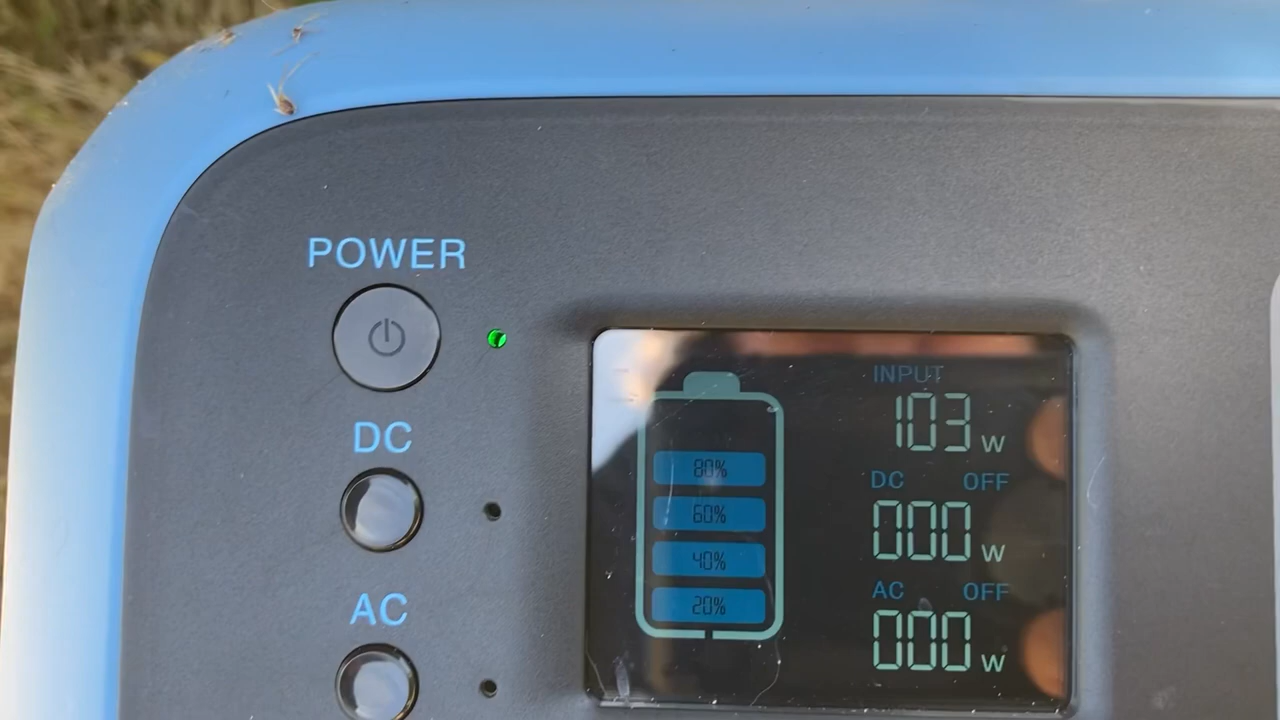 POWER
DC
AC
80%
60%
40%
20%
INPUT
103 W
DC OFF
000 W
AC OFF
000 W